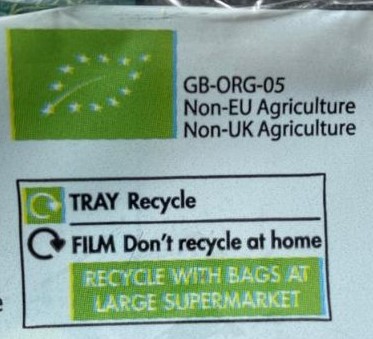 GB-ORG-05
Non-EU Agriculture
Non-UK Agriculture
TRAY Recycle
FILM Don't recycle at home
RECYCLE WITH BAGS AT
LARGE SUPERMARKET